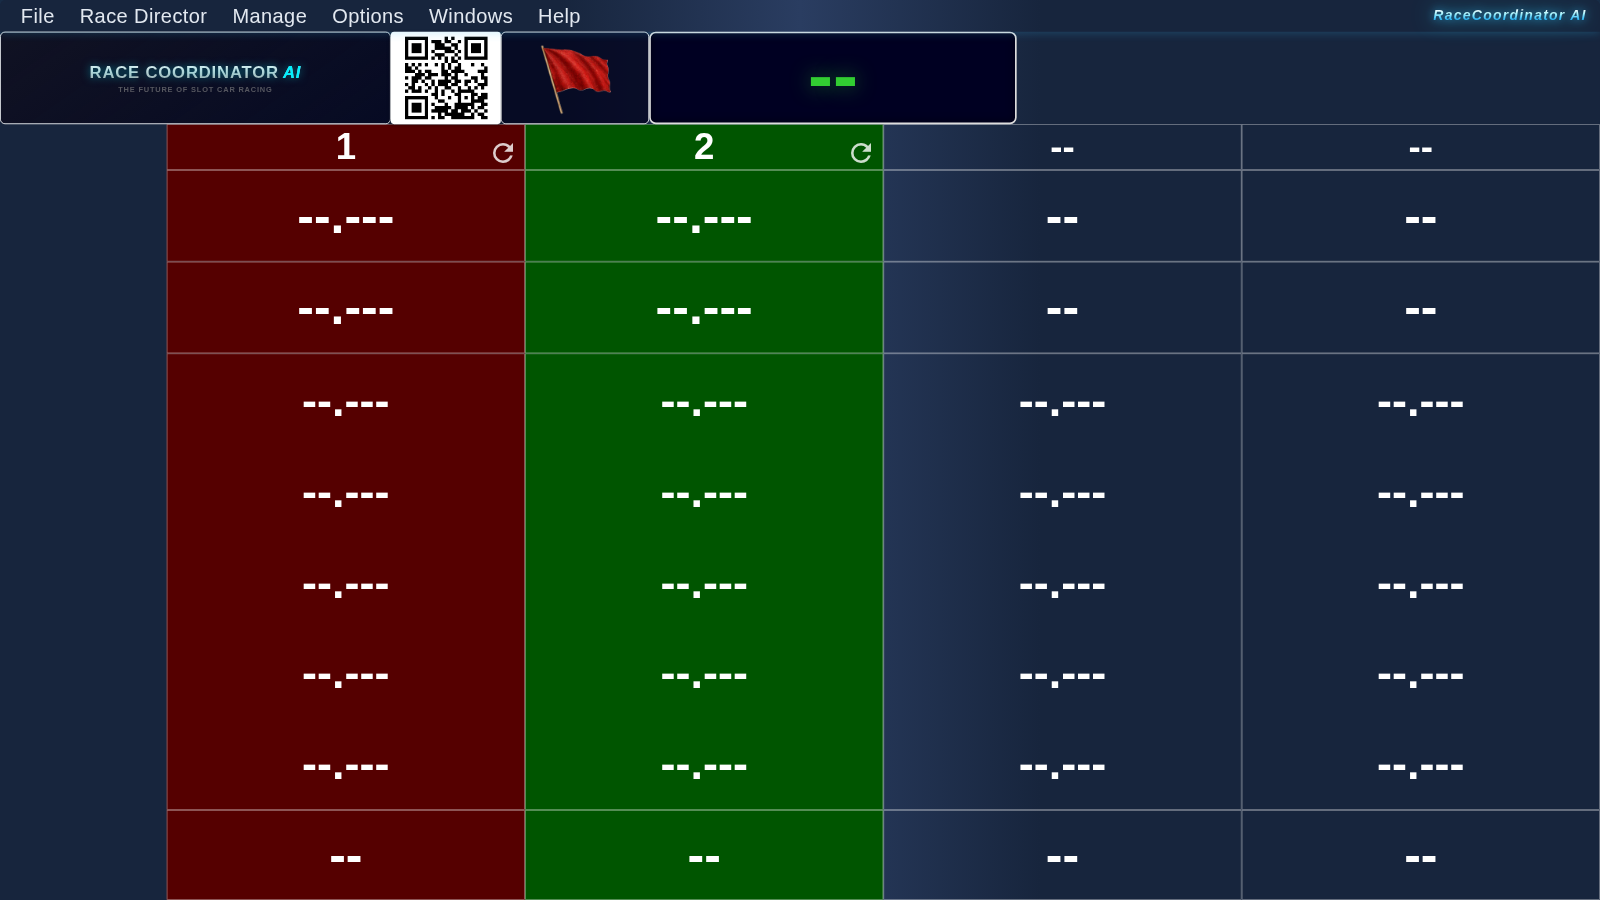 File Race Director Manage Options Windows Help RaceCoordinator AI
RACE COORDINATOR AI
THE FUTURE OF SLOT CAR RACING
--
1 2 -- --
--.--- --.--- -- --
--.--- --.--- -- --
--.--- --.--- --.--- --.---
--.--- --.--- --.--- --.---
--.--- --.--- --.--- --.---
--.--- --.--- --.--- --.---
--.--- --.--- --.--- --.---
-- -- -- --